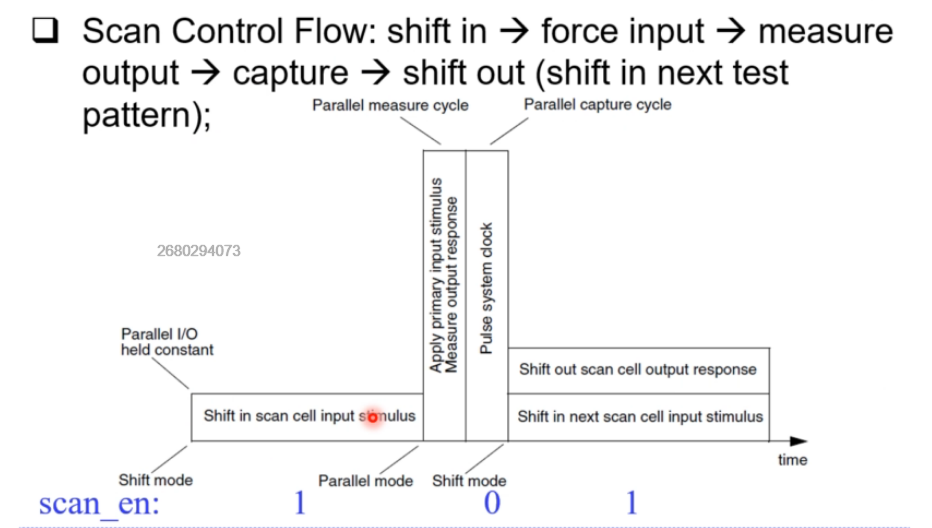 ❑ Scan Control Flow: shift in → force input → measure
output → capture → shift out (shift in next test
pattern);
Parallel measure cycle
Parallel capture cycle
Apply primary input stimulus
Measure output response
Pulse system clock
2680294073
Parallel I/O
held constant
Shift out scan cell output response
Shift in scan cell input stimulus
Shift in next scan cell input stimulus
time
Shift mode
Parallel mode
Shift mode
scan_en: 1 0 1